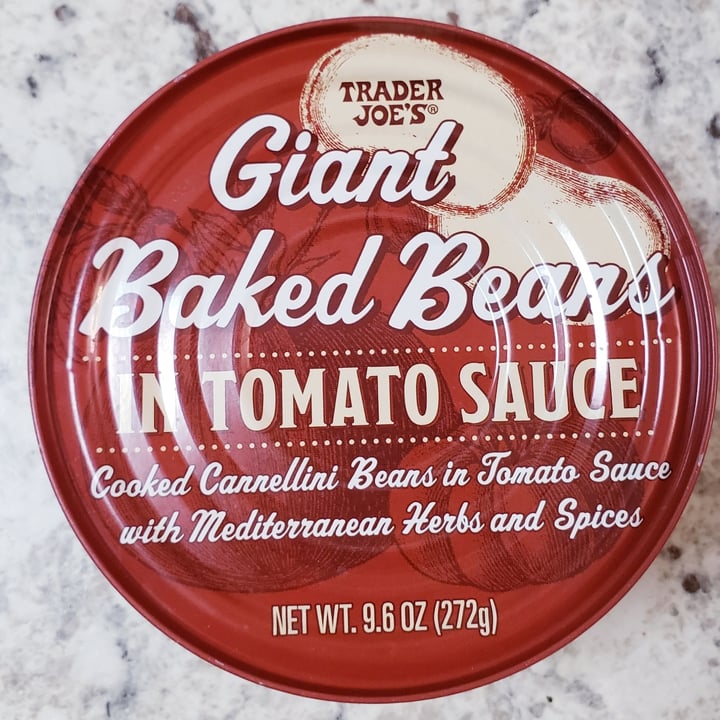 TRADER
JOE'S®
Giant
Baked Beans
IN TOMATO SAUCE
Cooked Cannellini Beans in Tomato Sauce
with Mediterranean Herbs and Spices
NET WT. 9.6 OZ (272g)